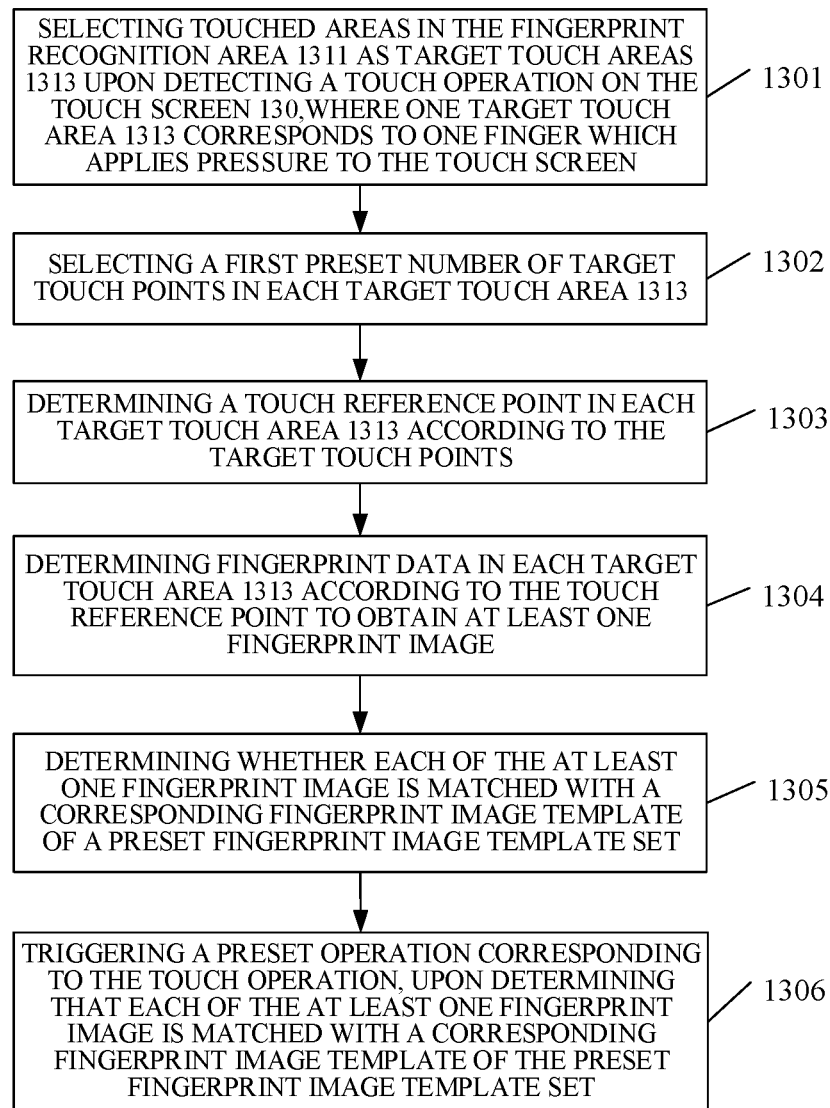 SELECTING TOUCHED AREAS IN THE FINGERPRINT
RECOGNITION AREA 1311 AS TARGET TOUCH AREAS
1313 UPON DETECTING A TOUCH OPERATION ON THE
TOUCH SCREEN 130,WHERE ONE TARGET TOUCH
AREA 1313 CORRESPONDS TO ONE FINGER WHICH
APPLIES PRESSURE TO THE TOUCH SCREEN
1301
SELECTING A FIRST PRESET NUMBER OF TARGET
TOUCH POINTS IN EACH TARGET TOUCH AREA 1313
1302
DETERMINING A TOUCH REFERENCE POINT IN EACH
TARGET TOUCH AREA 1313 ACCORDING TO THE
TARGET TOUCH POINTS
1303
DETERMINING FINGERPRINT DATA IN EACH TARGET
TOUCH AREA 1313 ACCORDING TO THE TOUCH
REFERENCE POINT TO OBTAIN AT LEAST ONE
FINGERPRINT IMAGE
1304
DETERMINING WHETHER EACH OF THE AT LEAST
ONE FINGERPRINT IMAGE IS MATCHED WITH A
CORRESPONDING FINGERPRINT IMAGE TEMPLATE
OF A PRESET FINGERPRINT IMAGE TEMPLATE SET
1305
TRIGGERING A PRESET OPERATION CORRESPONDING
TO THE TOUCH OPERATION, UPON DETERMINING
THAT EACH OF THE AT LEAST ONE FINGERPRINT
IMAGE IS MATCHED WITH A CORRESPONDING
FINGERPRINT IMAGE TEMPLATE OF THE PRESET
FINGERPRINT IMAGE TEMPLATE SET
1306